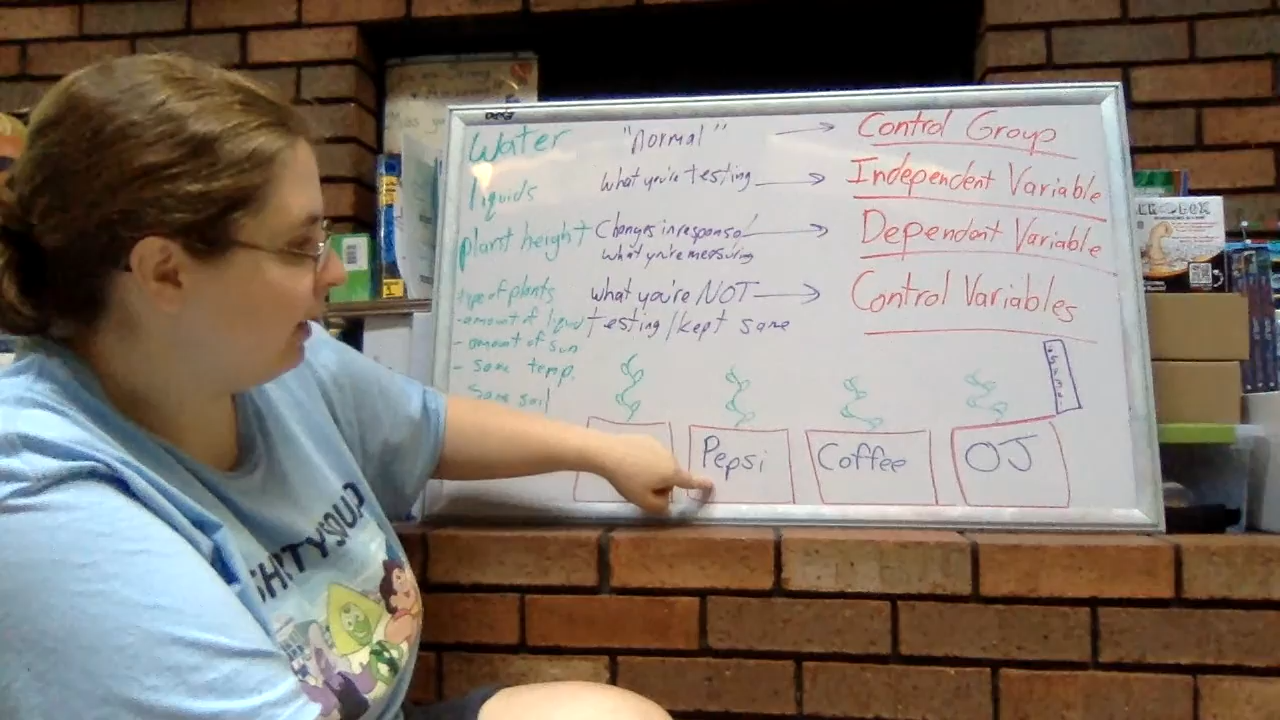 Water "Normal" → Control Group
liquids what you're testing → Independent Variable
plant height Changes in response/ → Dependent Variable
what you're measuring
type of plants what you're NOT → Control Variables
-amount of liquid testing/kept same
- amount of sun
- same temp.
same soil
Pepsi Coffee OJ